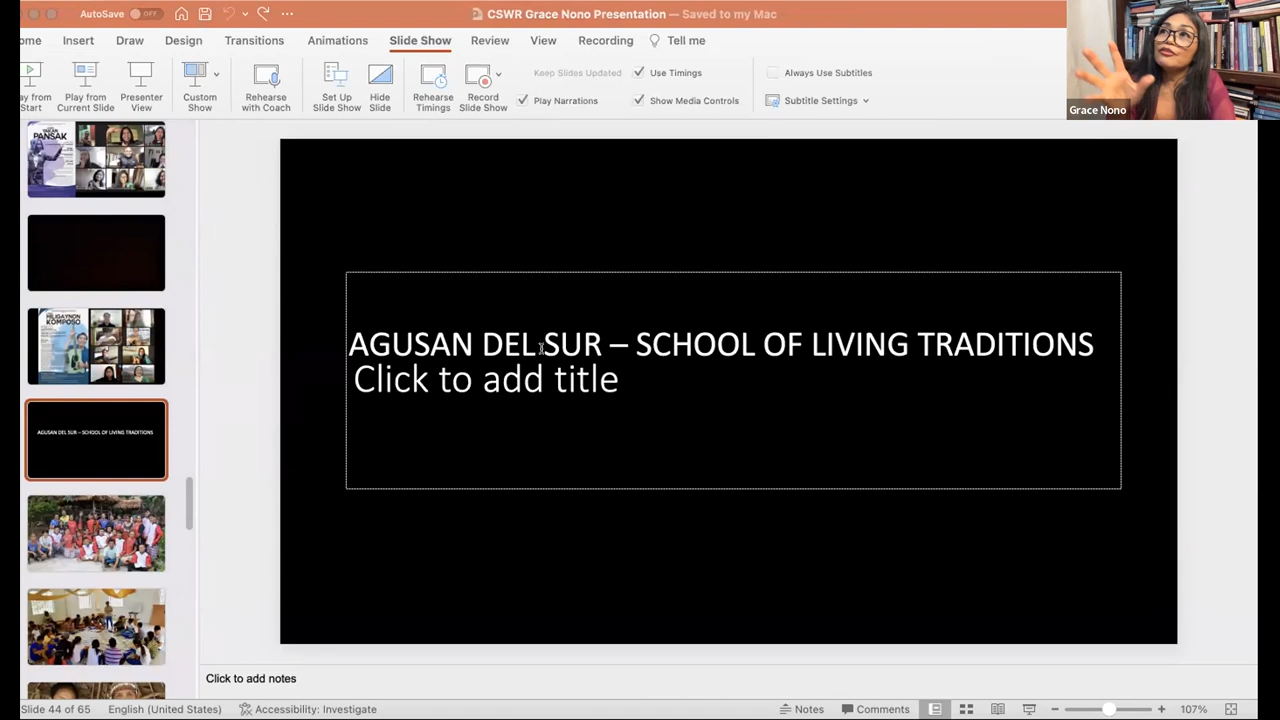 AutoSave OFF
CSWR Grace Nono Presentation — Saved to my Mac
ome Insert Draw Design Transitions Animations Slide Show Review View Recording Tell me
ay from Start
Play from Current Slide
Presenter View
Custom Show
Rehearse with Coach
Set Up Slide Show
Hide Slide
Rehearse Timings
Record Slide Show
Keep Slides Updated
Use Timings
Play Narrations
Show Media Controls
Always Use Subtitles
Subtitle Settings
Grace Nono
PANSAK
HILIGAYNON
KOMPOSO
AGUSAN DEL SUR – SCHOOL OF LIVING TRADITIONS
AGUSAN DEL SUR – SCHOOL OF LIVING TRADITIONS
Click to add title
Click to add notes
Slide 44 of 65 English (United States) Accessibility: Investigate Notes Comments 107%